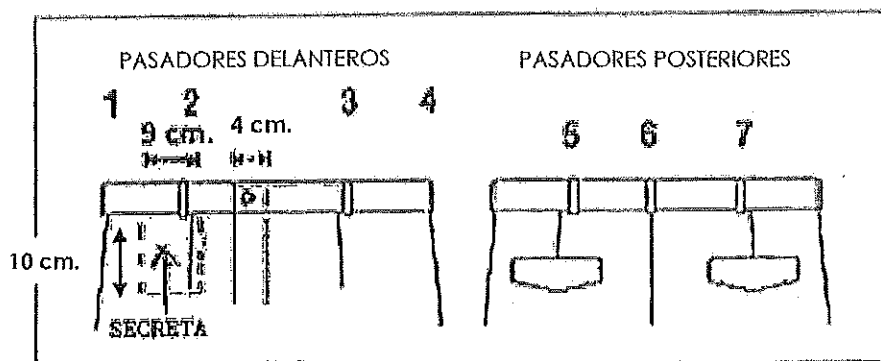 PASADORES DELANTEROS
1 2 3 4
9 cm. 4 cm.
10 cm.
SECRETA
PASADORES POSTERIORES
5 6 7